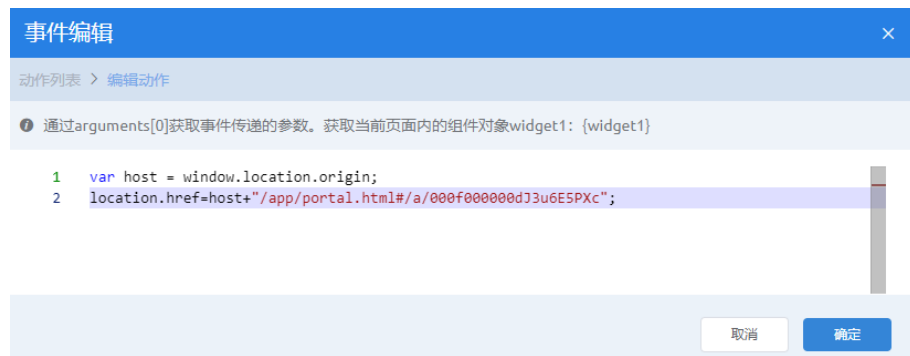 事件编辑
动作列表 > 编辑动作
通过arguments[0]获取事件传递的参数。获取当前页面内的组件对象widget1: {widget1}
1 var host = window.location.origin;
2 location.href=host+"/app/portal.html#/a/000f000000dJ3u6E5PXc";
取消 确定